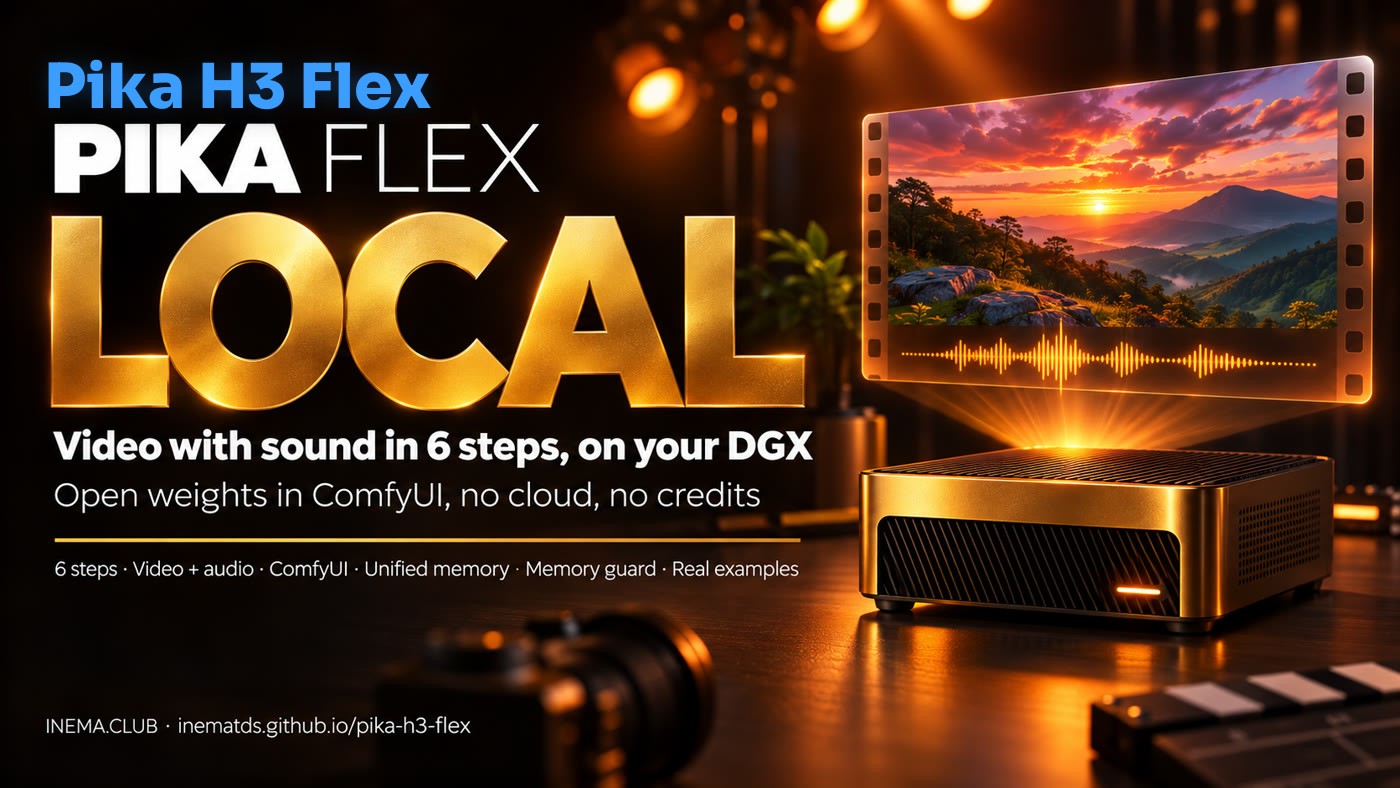 Pika H3 Flex
PIKA FLEX
LOCAL
Video with sound in 6 steps, on your DGX
Open weights in ComfyUI, no cloud, no credits
6 steps · Video + audio · ComfyUI · Unified memory · Memory guard · Real examples
INEMA.CLUB · inematds.github.io/pika-h3-flex